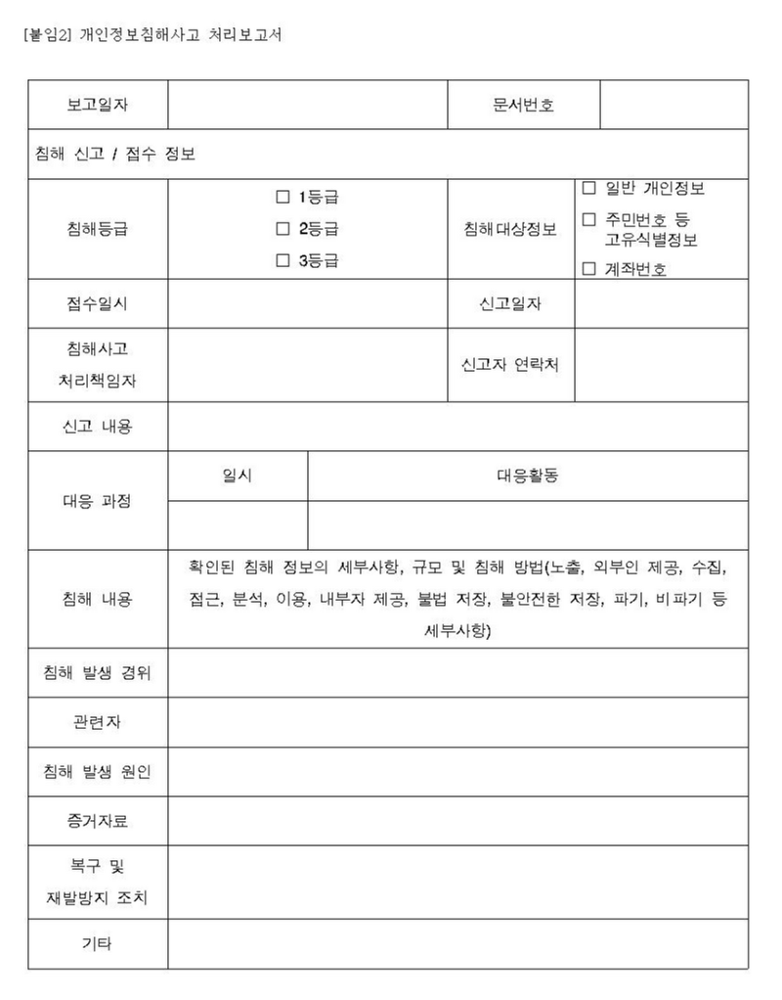 [붙임2] 개인정보침해사고 처리보고서
보고일자
문서번호
침해 신고 / 접수 정보
침해등급
□ 1등급
□ 2등급
□ 3등급
침해대상정보
□ 일반 개인정보
□ 주민번호 등
고유식별정보
□ 계좌번호
접수일시
신고일자
침해사고
처리책임자
신고자 연락처
신고 내용
대응 과정
일시
대응활동
침해 내용
확인된 침해 정보의 세부사항, 규모 및 침해 방법(노출, 외부인 제공, 수집,
접근, 분석, 이용, 내부자 제공, 불법 저장, 불안전한 저장, 파기, 비파기 등
세부사항)
침해 발생 경위
관련자
침해 발생 원인
증거자료
복구 및
재발방지 조치
기타